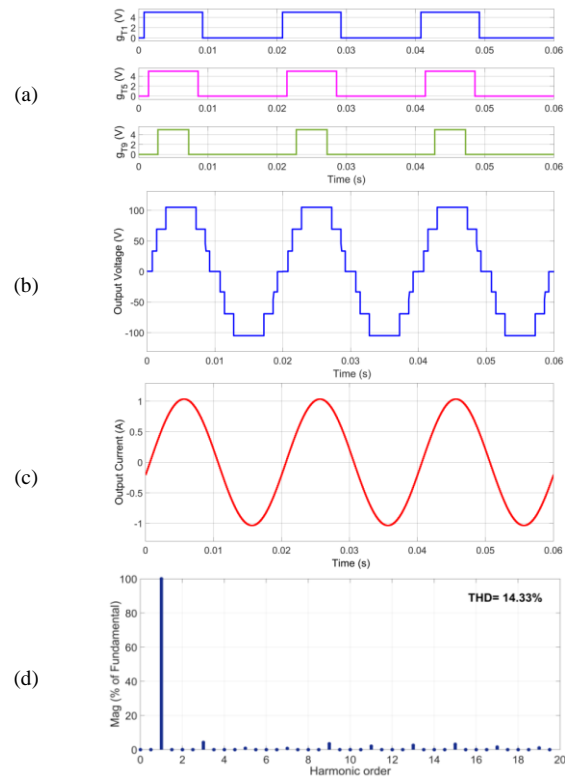 (a)
g_T1 (V)
4
2
0
0 0.01 0.02 0.03 0.04 0.05 0.06
g_T5 (V)
4
2
0
0 0.01 0.02 0.03 0.04 0.05 0.06
g_T9 (V)
4
2
0
0 0.01 0.02 0.03 0.04 0.05 0.06
Time (s)
(b)
Output Voltage (V)
100
50
0
-50
-100
0 0.01 0.02 0.03 0.04 0.05 0.06
Time (s)
(c)
Output Current (A)
1
0.5
0
-0.5
-1
0 0.01 0.02 0.03 0.04 0.05 0.06
Time (s)
(d)
Mag (% of Fundamental)
THD= 14.33%
100
80
60
40
20
0
0 2 4 6 8 10 12 14 16 18 20
Harmonic order